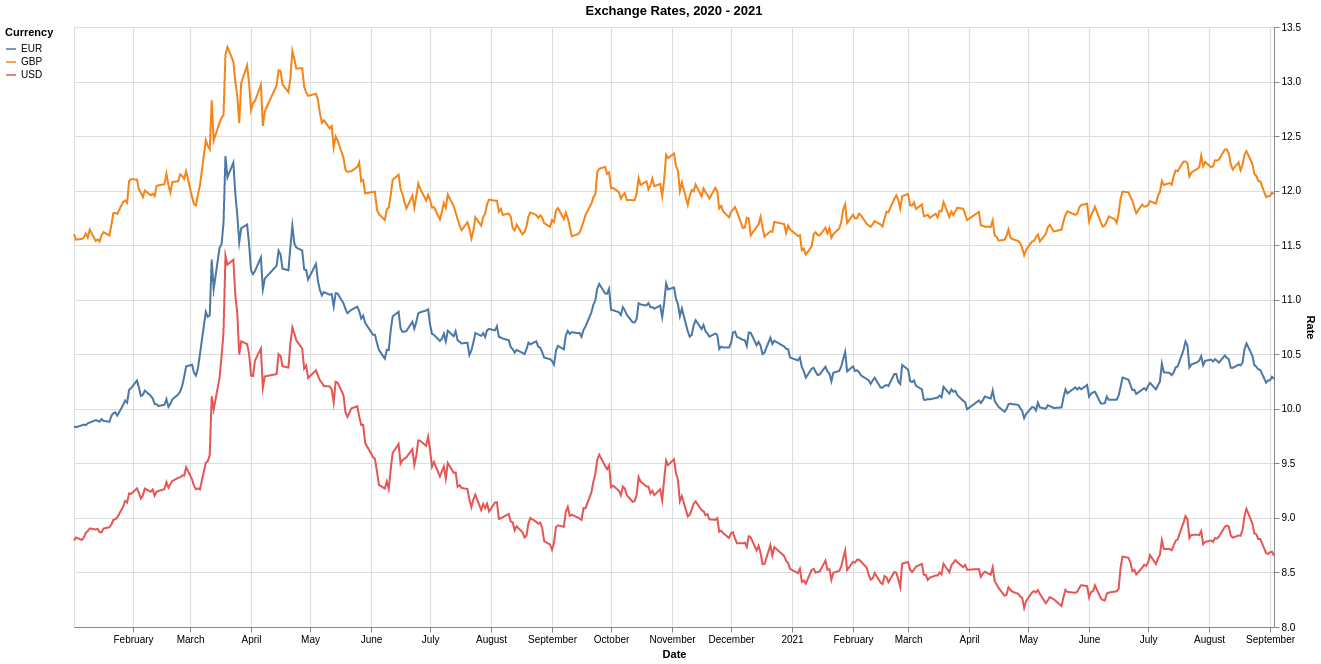 Exchange Rates, 2020 - 2021
Currency
EUR
GBP
USD
13.5
13.0
12.5
12.0
11.5
11.0
10.5
10.0
9.5
9.0
8.5
8.0
Rate
February March April May June July August September October November December 2021 February March April May June July August September
Date